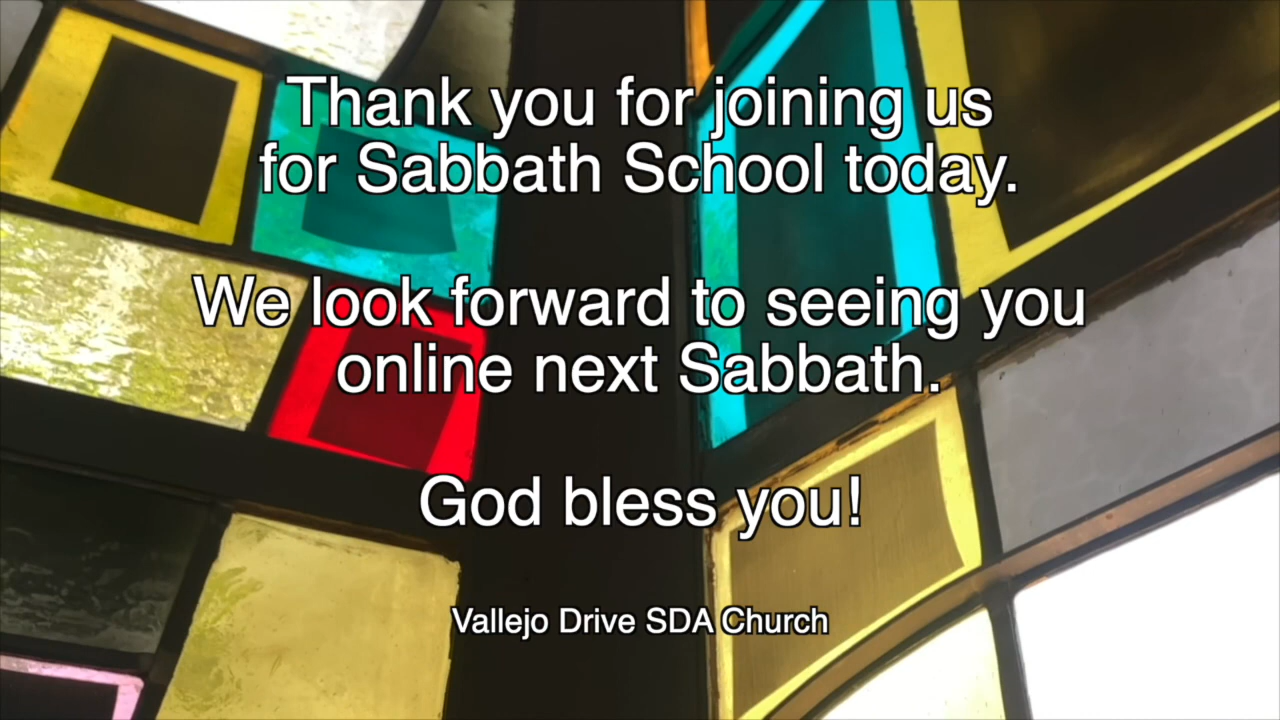 Thank you for joining us
for Sabbath School today.
We look forward to seeing you
online next Sabbath.
God bless you!
Vallejo Drive SDA Church